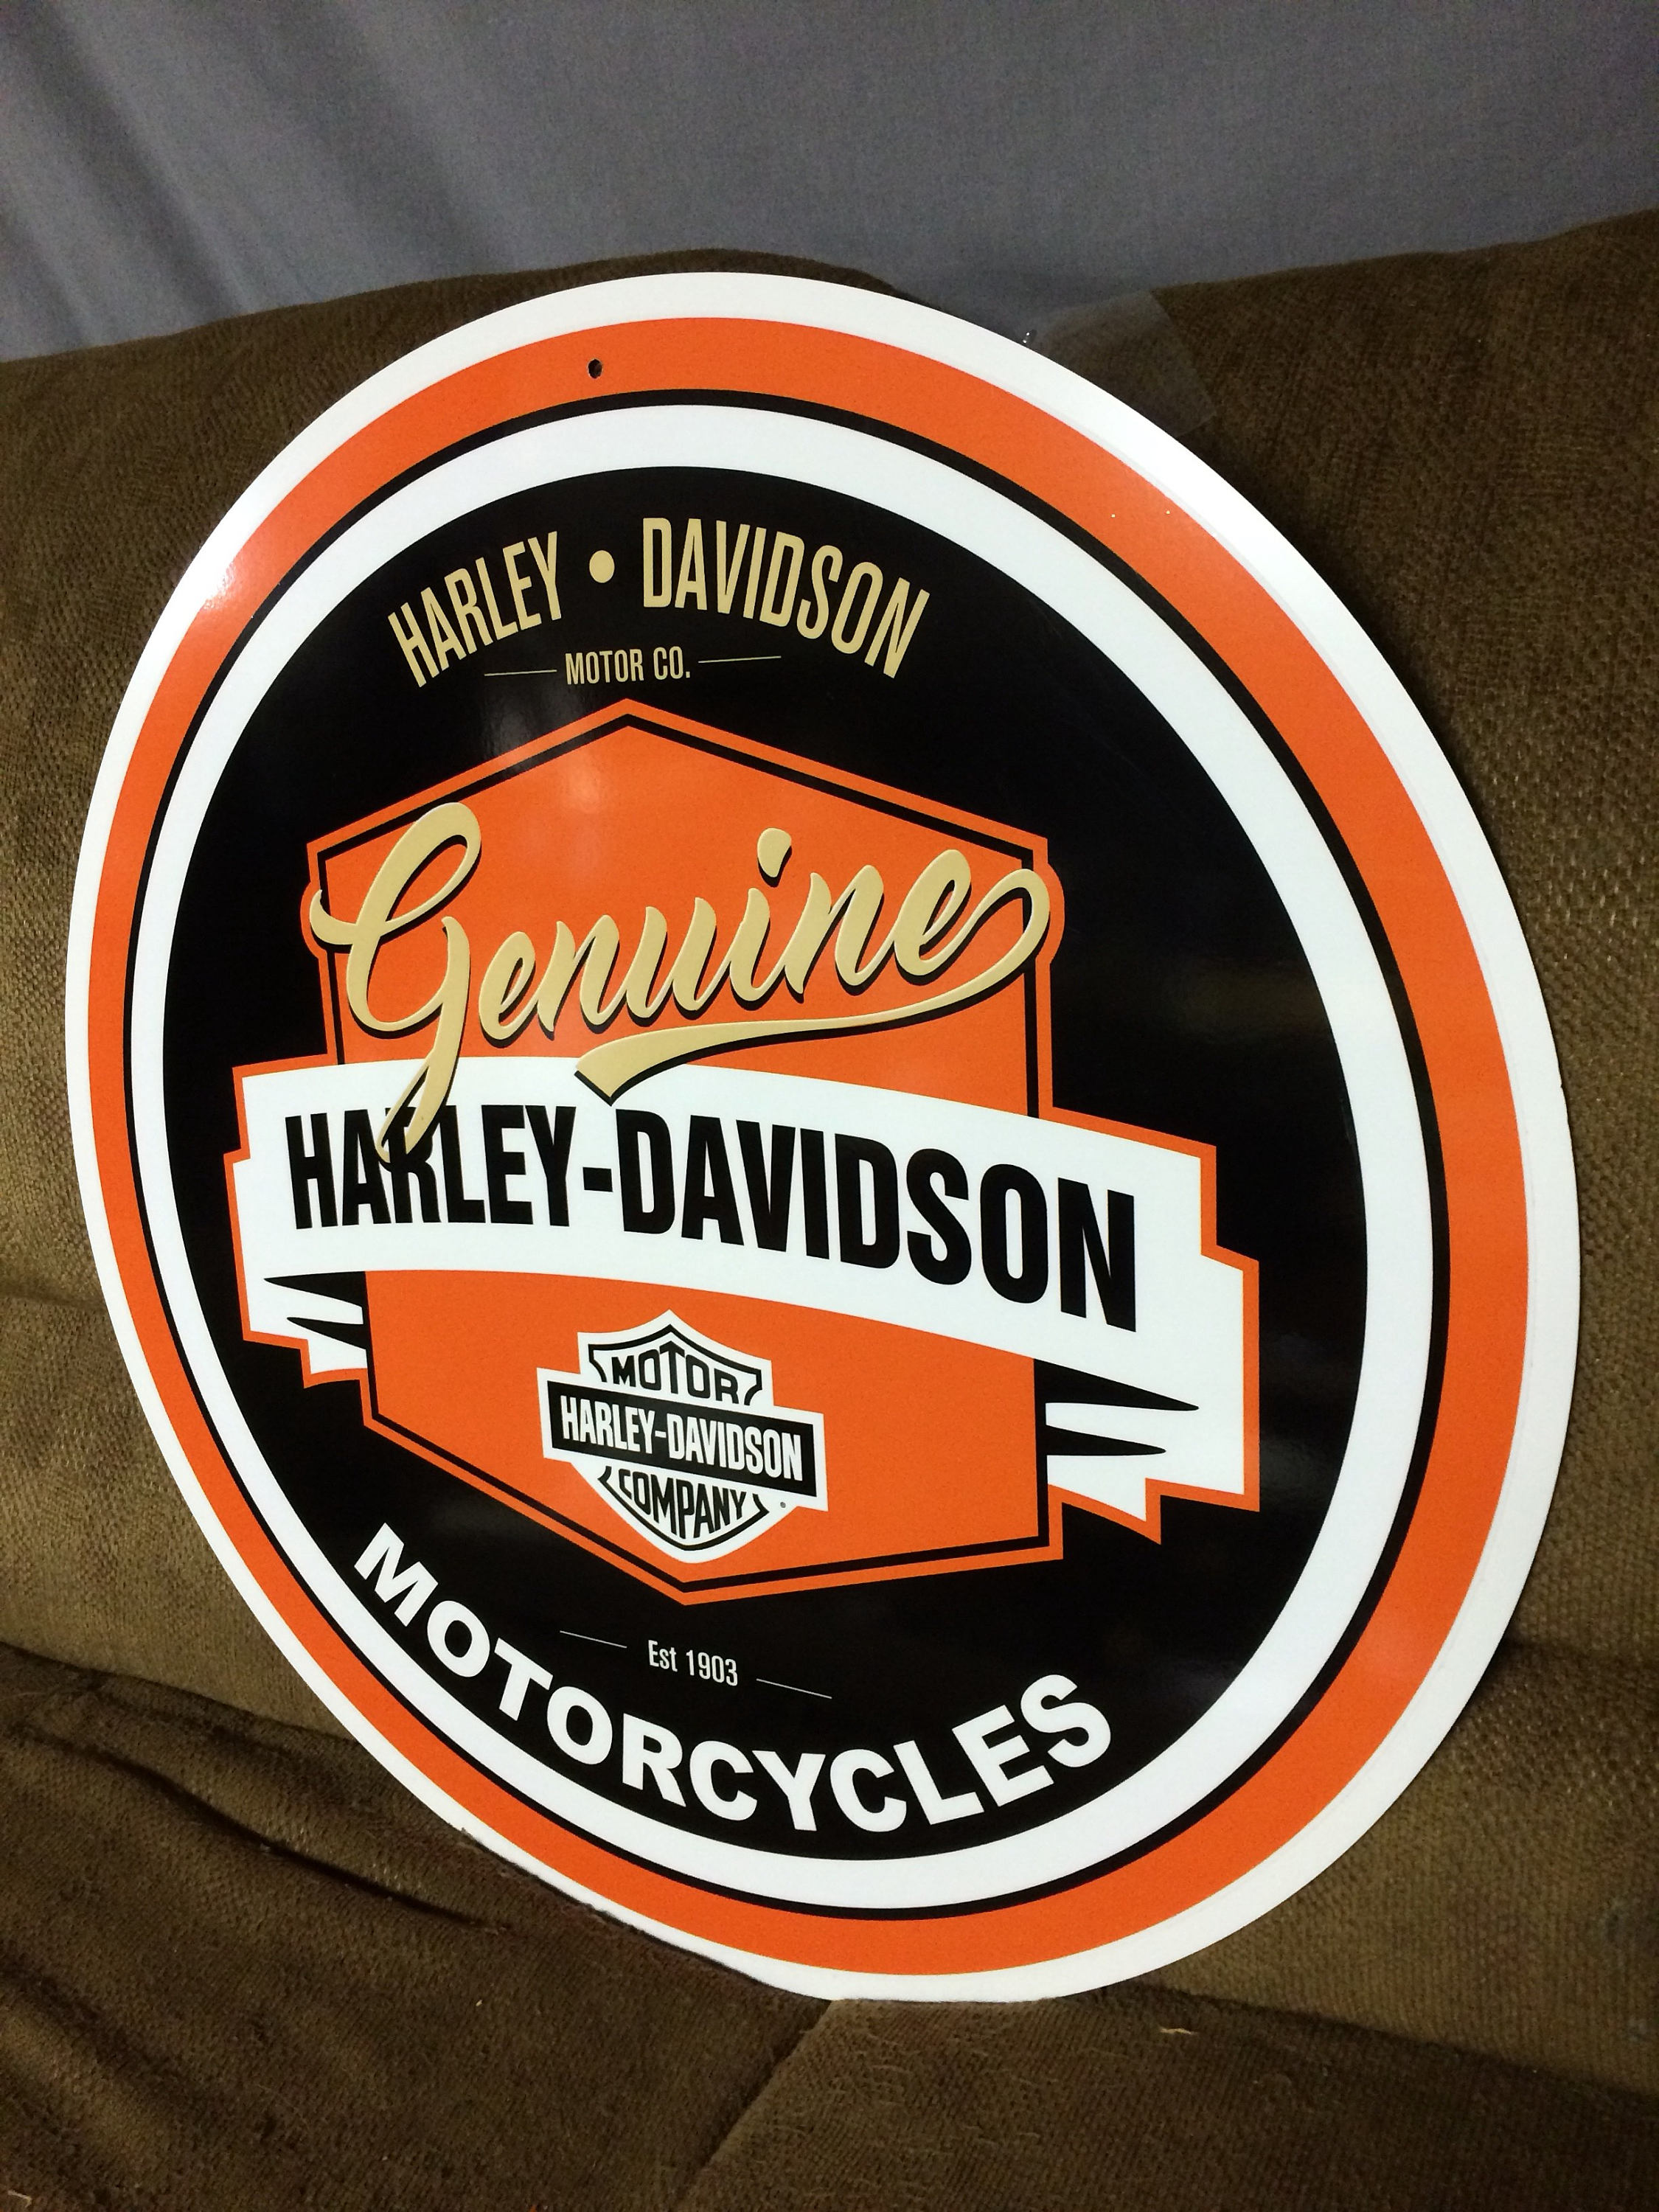 HARLEY • DAVIDSON
MOTOR CO.
Genuine
HARLEY-DAVIDSON
MOTOR
HARLEY-DAVIDSON
COMPANY
Est 1903
MOTORCYCLES